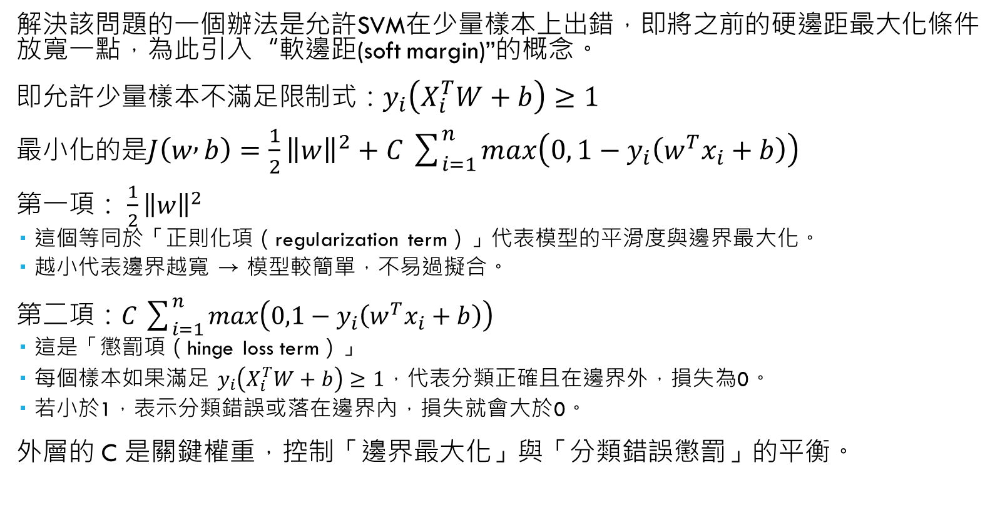 解決該問題的一個辦法是允許SVM在少量樣本上出錯，即將之前的硬邊距最大化條件
放寬一點，為此引入“軟邊距(soft margin)”的概念。
即允許少量樣本不滿足限制式：$y_i(X_i^T W + b) \geq 1$
最小化的是$J(w, b) = \frac{1}{2}\|w\|^2 + C \sum_{i=1}^{n} max(0, 1 - y_i(w^T x_i + b))$
第一項： $\frac{1}{2}\|w\|^2$
▪ 這個等同於「正則化項（regularization term）」代表模型的平滑度與邊界最大化。
▪ 越小代表邊界越寬 → 模型較簡單，不易過擬合。
第二項：$C \sum_{i=1}^{n} max(0,1 - y_i(w^T x_i + b))$
▪ 這是「懲罰項（hinge loss term）」
▪ 每個樣本如果滿足 $y_i(X_i^T W + b) \geq 1$，代表分類正確且在邊界外，損失為0。
▪ 若小於1，表示分類錯誤或落在邊界內，損失就會大於0。
外層的 C 是關鍵權重，控制「邊界最大化」與「分類錯誤懲罰」的平衡。